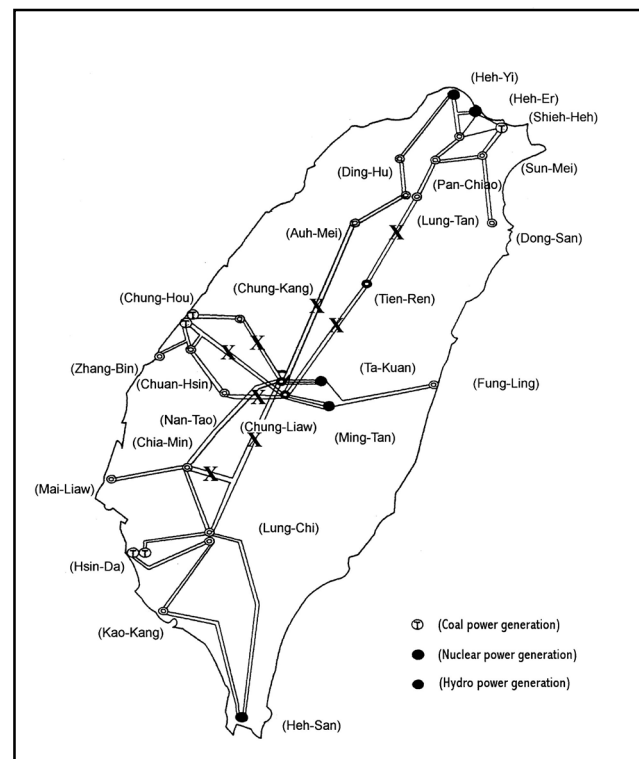 (Heh-Yi)
(Heh-Er)
(Shieh-Heh)
(Ding-Hu)
(Sun-Mei)
(Pan-Chiao)
(Lung-Tan)
(Auh-Mei)
X
(Dong-San)
(Chung-Kang)
(Chung-Hou)
(Tien-Ren)
X
X
X
X
(Zhang-Bin)
(Ta-Kuan)
(Chuan-Hsin)
(Fung-Ling)
X
(Nan-Tao)
(Chung-Liaw)
(Ming-Tan)
(Chia-Min)
X
X
(Mai-Liaw)
(Lung-Chi)
(Hsin-Da)
(Kao-Kang)
(Coal power generation)
(Nuclear power generation)
(Hydro power generation)
(Heh-San)